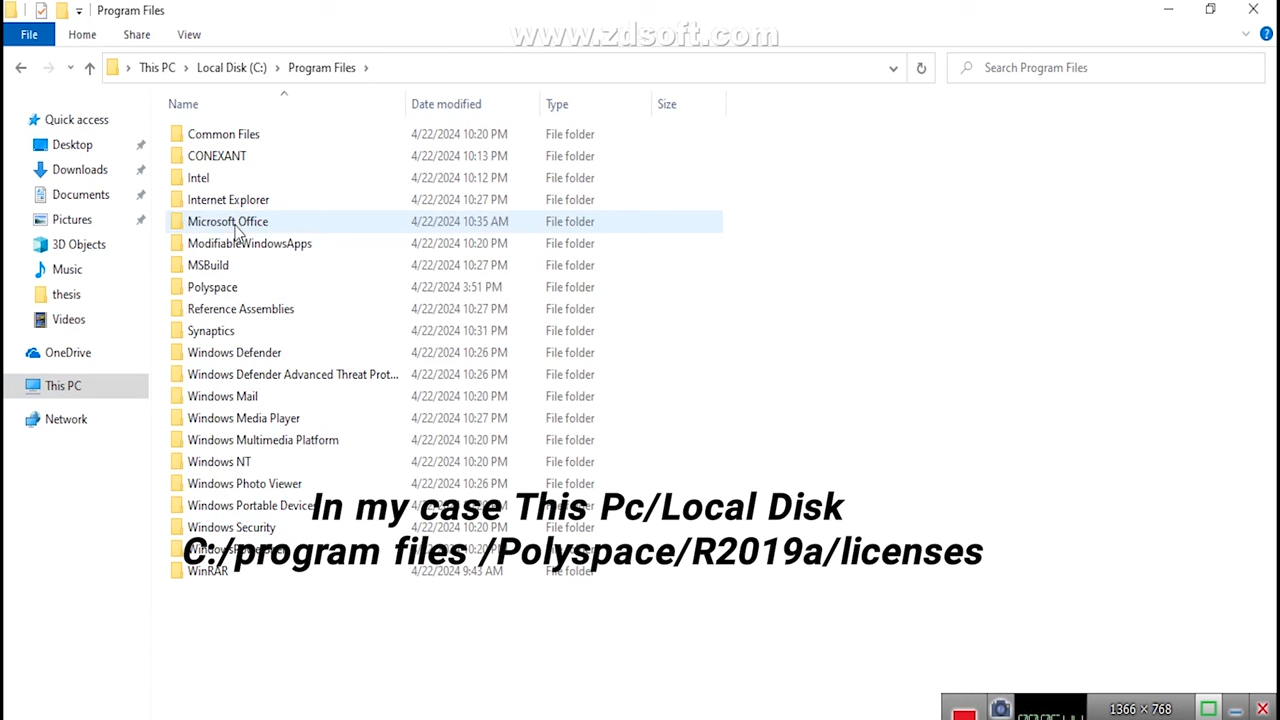 Program Files
www.zdsoft.com
File Home Share View
This PC Local Disk (C:) Program Files
Search Program Files
Name Date modified Type Size
Quick access
Desktop
Downloads
Documents
Pictures
3D Objects
Music
thesis
Videos
OneDrive
This PC
Network
Common Files 4/22/2024 10:20 PM File folder
CONEXANT 4/22/2024 10:13 PM File folder
Intel 4/22/2024 10:12 PM File folder
Internet Explorer 4/22/2024 10:27 PM File folder
Microsoft Office 4/22/2024 10:35 AM File folder
ModifiableWindowsApps 4/22/2024 10:20 PM File folder
MSBuild 4/22/2024 10:27 PM File folder
Polyspace 4/22/2024 3:51 PM File folder
Reference Assemblies 4/22/2024 10:27 PM File folder
Synaptics 4/22/2024 10:31 PM File folder
Windows Defender 4/22/2024 10:26 PM File folder
Windows Defender Advanced Threat Prot... 4/22/2024 10:26 PM File folder
Windows Mail 4/22/2024 10:20 PM File folder
Windows Media Player 4/22/2024 10:27 PM File folder
Windows Multimedia Platform 4/22/2024 10:20 PM File folder
Windows NT 4/22/2024 10:20 PM File folder
Windows Photo Viewer 4/22/2024 10:26 PM File folder
Windows Portable Devices
Windows Security 4/22/2024 10:20 PM File folder
WinRAR 4/22/2024 9:43 AM File folder
In my case This Pc/Local Disk
C:/program files /Polyspace/R2019a/licenses
1366 × 768